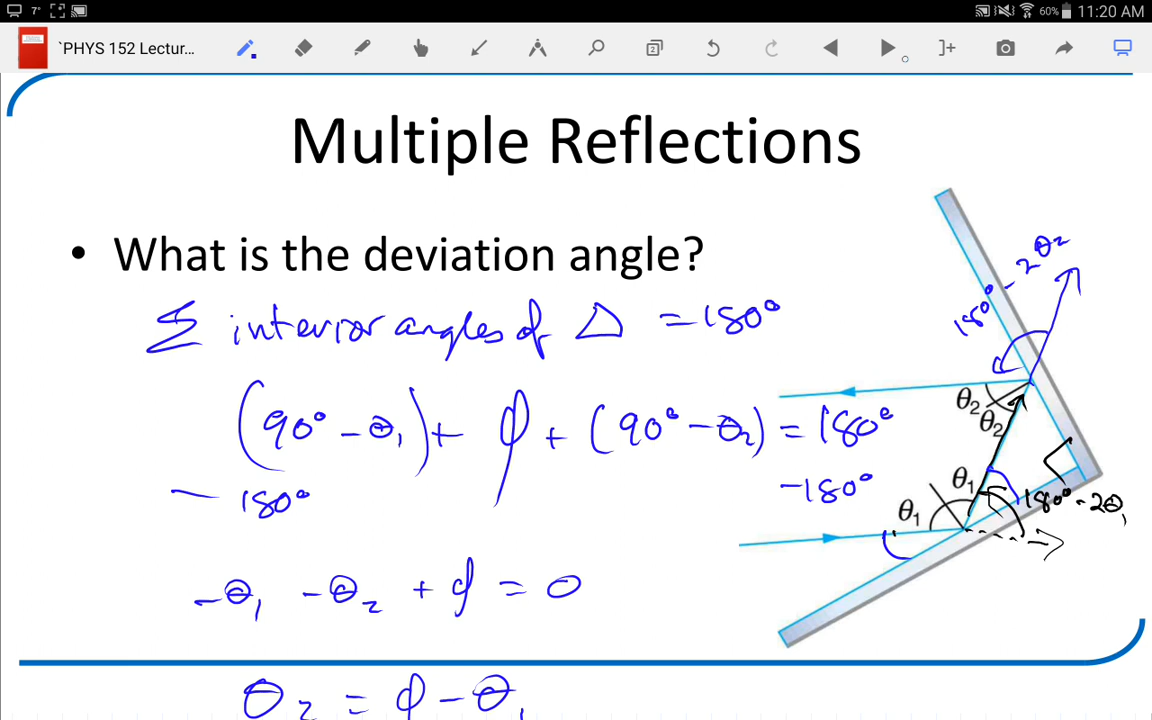 7° 60% 11:20 AM
`PHYS 152 Lectur...
2
Multiple Reflections
• What is the deviation angle?
Σ interior angles of Δ = 180°
(90° - θ₁) + φ + (90° - θ₂) = 180°
- 180° -180°
-θ₁ -θ₂ + φ = 0
θ₂ = φ - θ₁
180° - 2θ₂
θ₂
θ₂
θ₁
θ₁
180° - 2θ₁